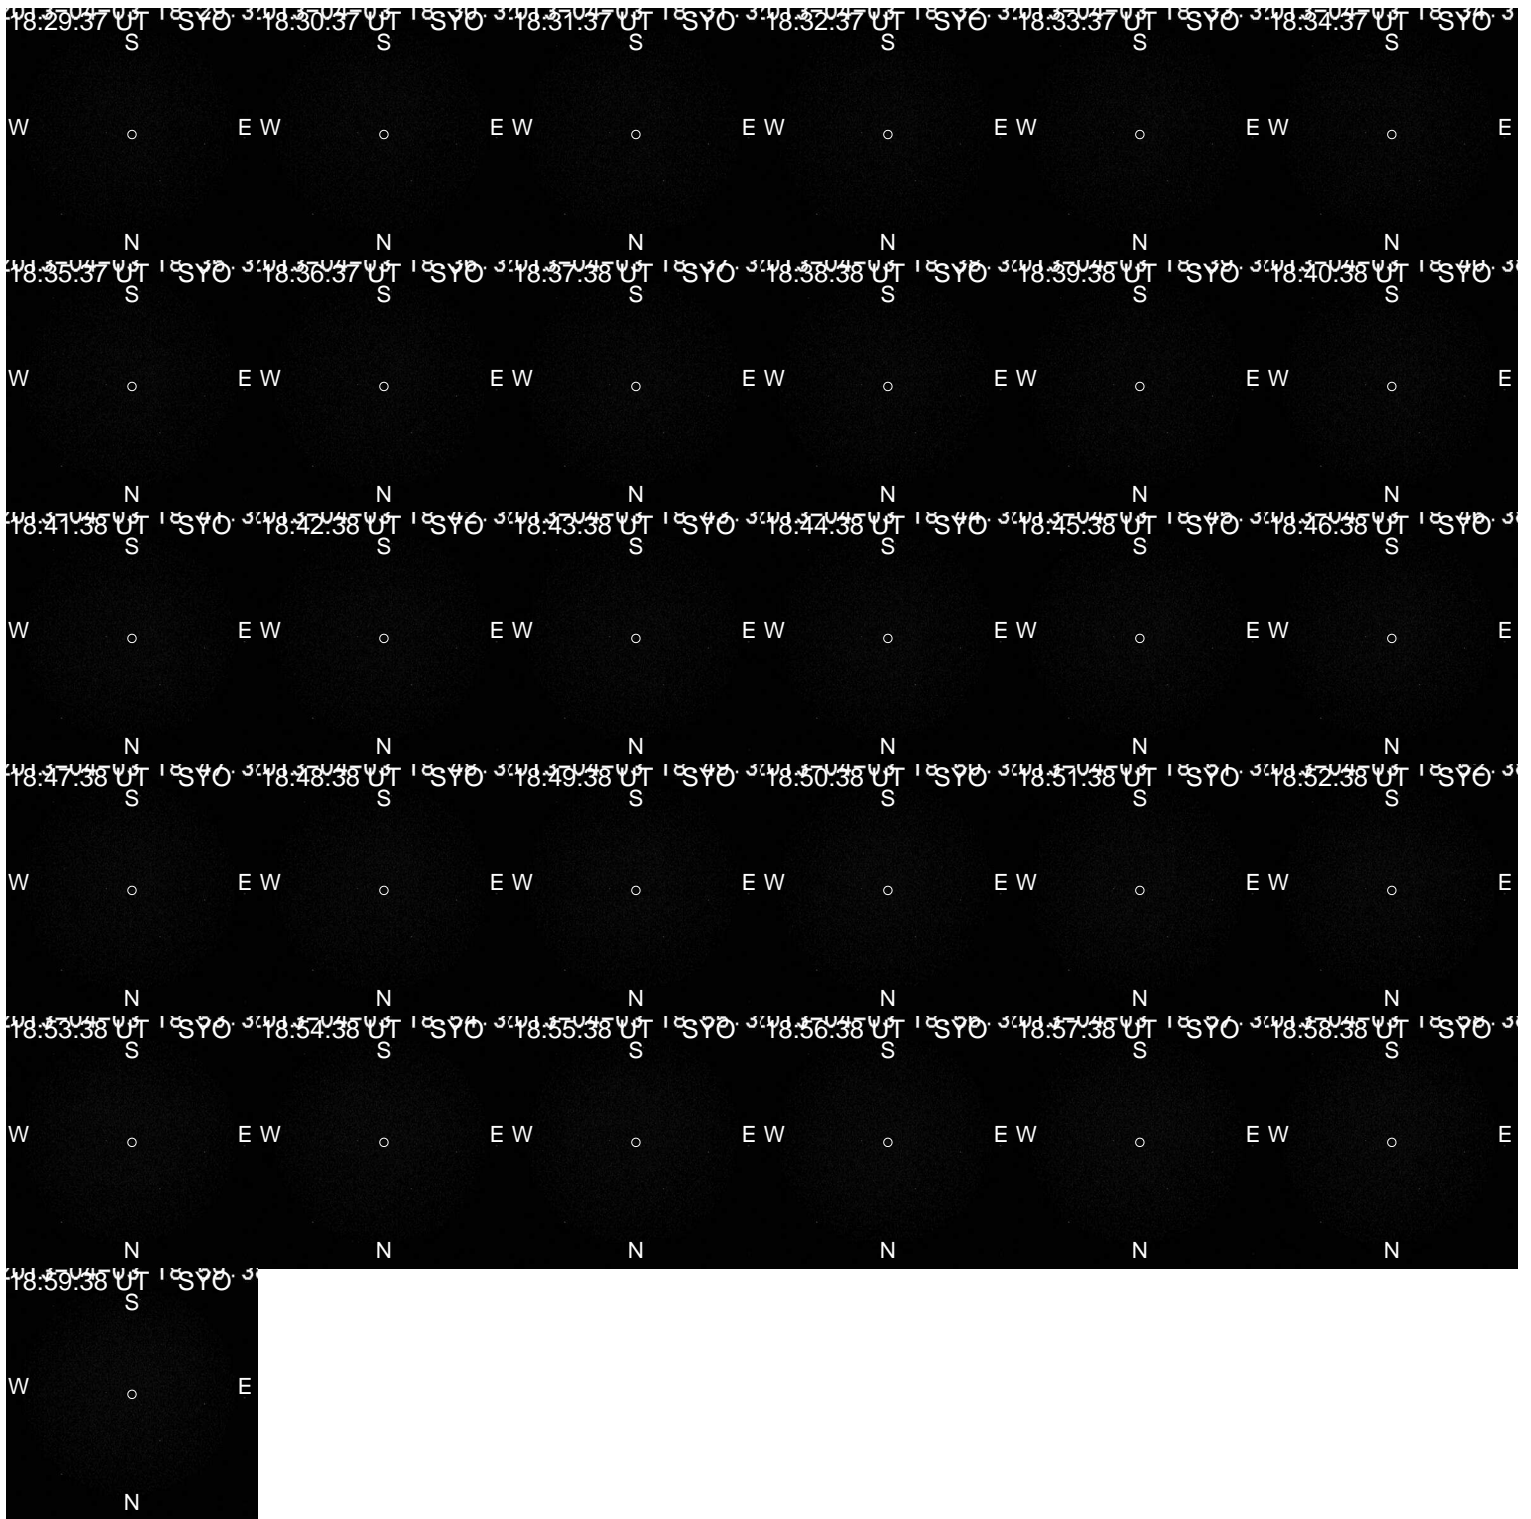 18:29:37 UT SYO 18:30:37 UT SYO 18:31:37 UT SYO 18:32:37 UT SYO 18:33:37 UT SYO 18:34:37 UT SYO
S S S S S S
W E W E W E W E W E W E
N N N N N N
18:35:37 UT SYO 18:36:37 UT SYO 18:37:38 UT SYO 18:38:38 UT SYO 18:39:38 UT SYO 18:40:38 UT SYO
S S S S S S
W E W E W E W E W E W E
N N N N N N
18:41:38 UT SYO 18:42:38 UT SYO 18:43:38 UT SYO 18:44:38 UT SYO 18:45:38 UT SYO 18:46:38 UT SYO
S S S S S S
W E W E W E W E W E W E
N N N N N N
18:47:38 UT SYO 18:48:38 UT SYO 18:49:38 UT SYO 18:50:38 UT SYO 18:51:38 UT SYO 18:52:38 UT SYO
S S S S S S
W E W E W E W E W E W E
N N N N N N
18:53:38 UT SYO 18:54:38 UT SYO 18:55:38 UT SYO 18:56:38 UT SYO 18:57:38 UT SYO 18:58:38 UT SYO
S S S S S S
W E W E W E W E W E W E
N N N N N N
18:59:38 UT SYO
S
W E
N